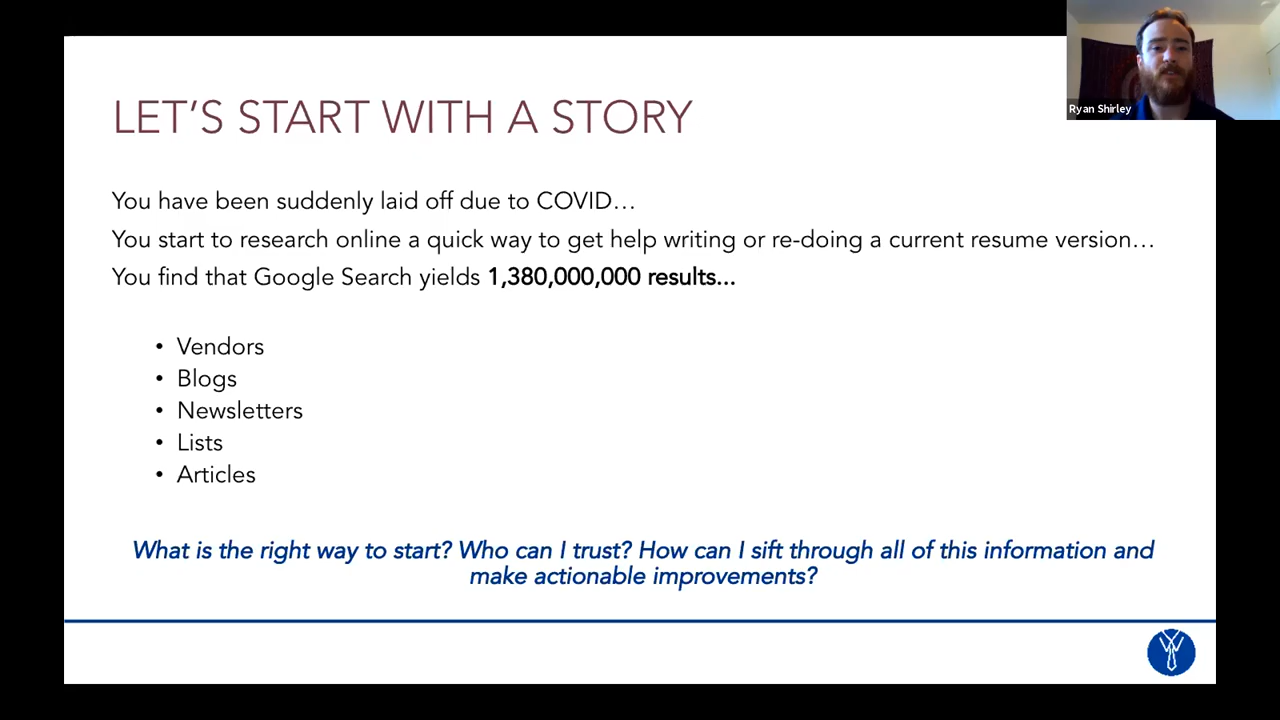 LET'S START WITH A STORY
Ryan Shirley
You have been suddenly laid off due to COVID...
You start to research online a quick way to get help writing or re-doing a current resume version...
You find that Google Search yields 1,380,000,000 results...
• Vendors
• Blogs
• Newsletters
• Lists
• Articles
What is the right way to start? Who can I trust? How can I sift through all of this information and
make actionable improvements?